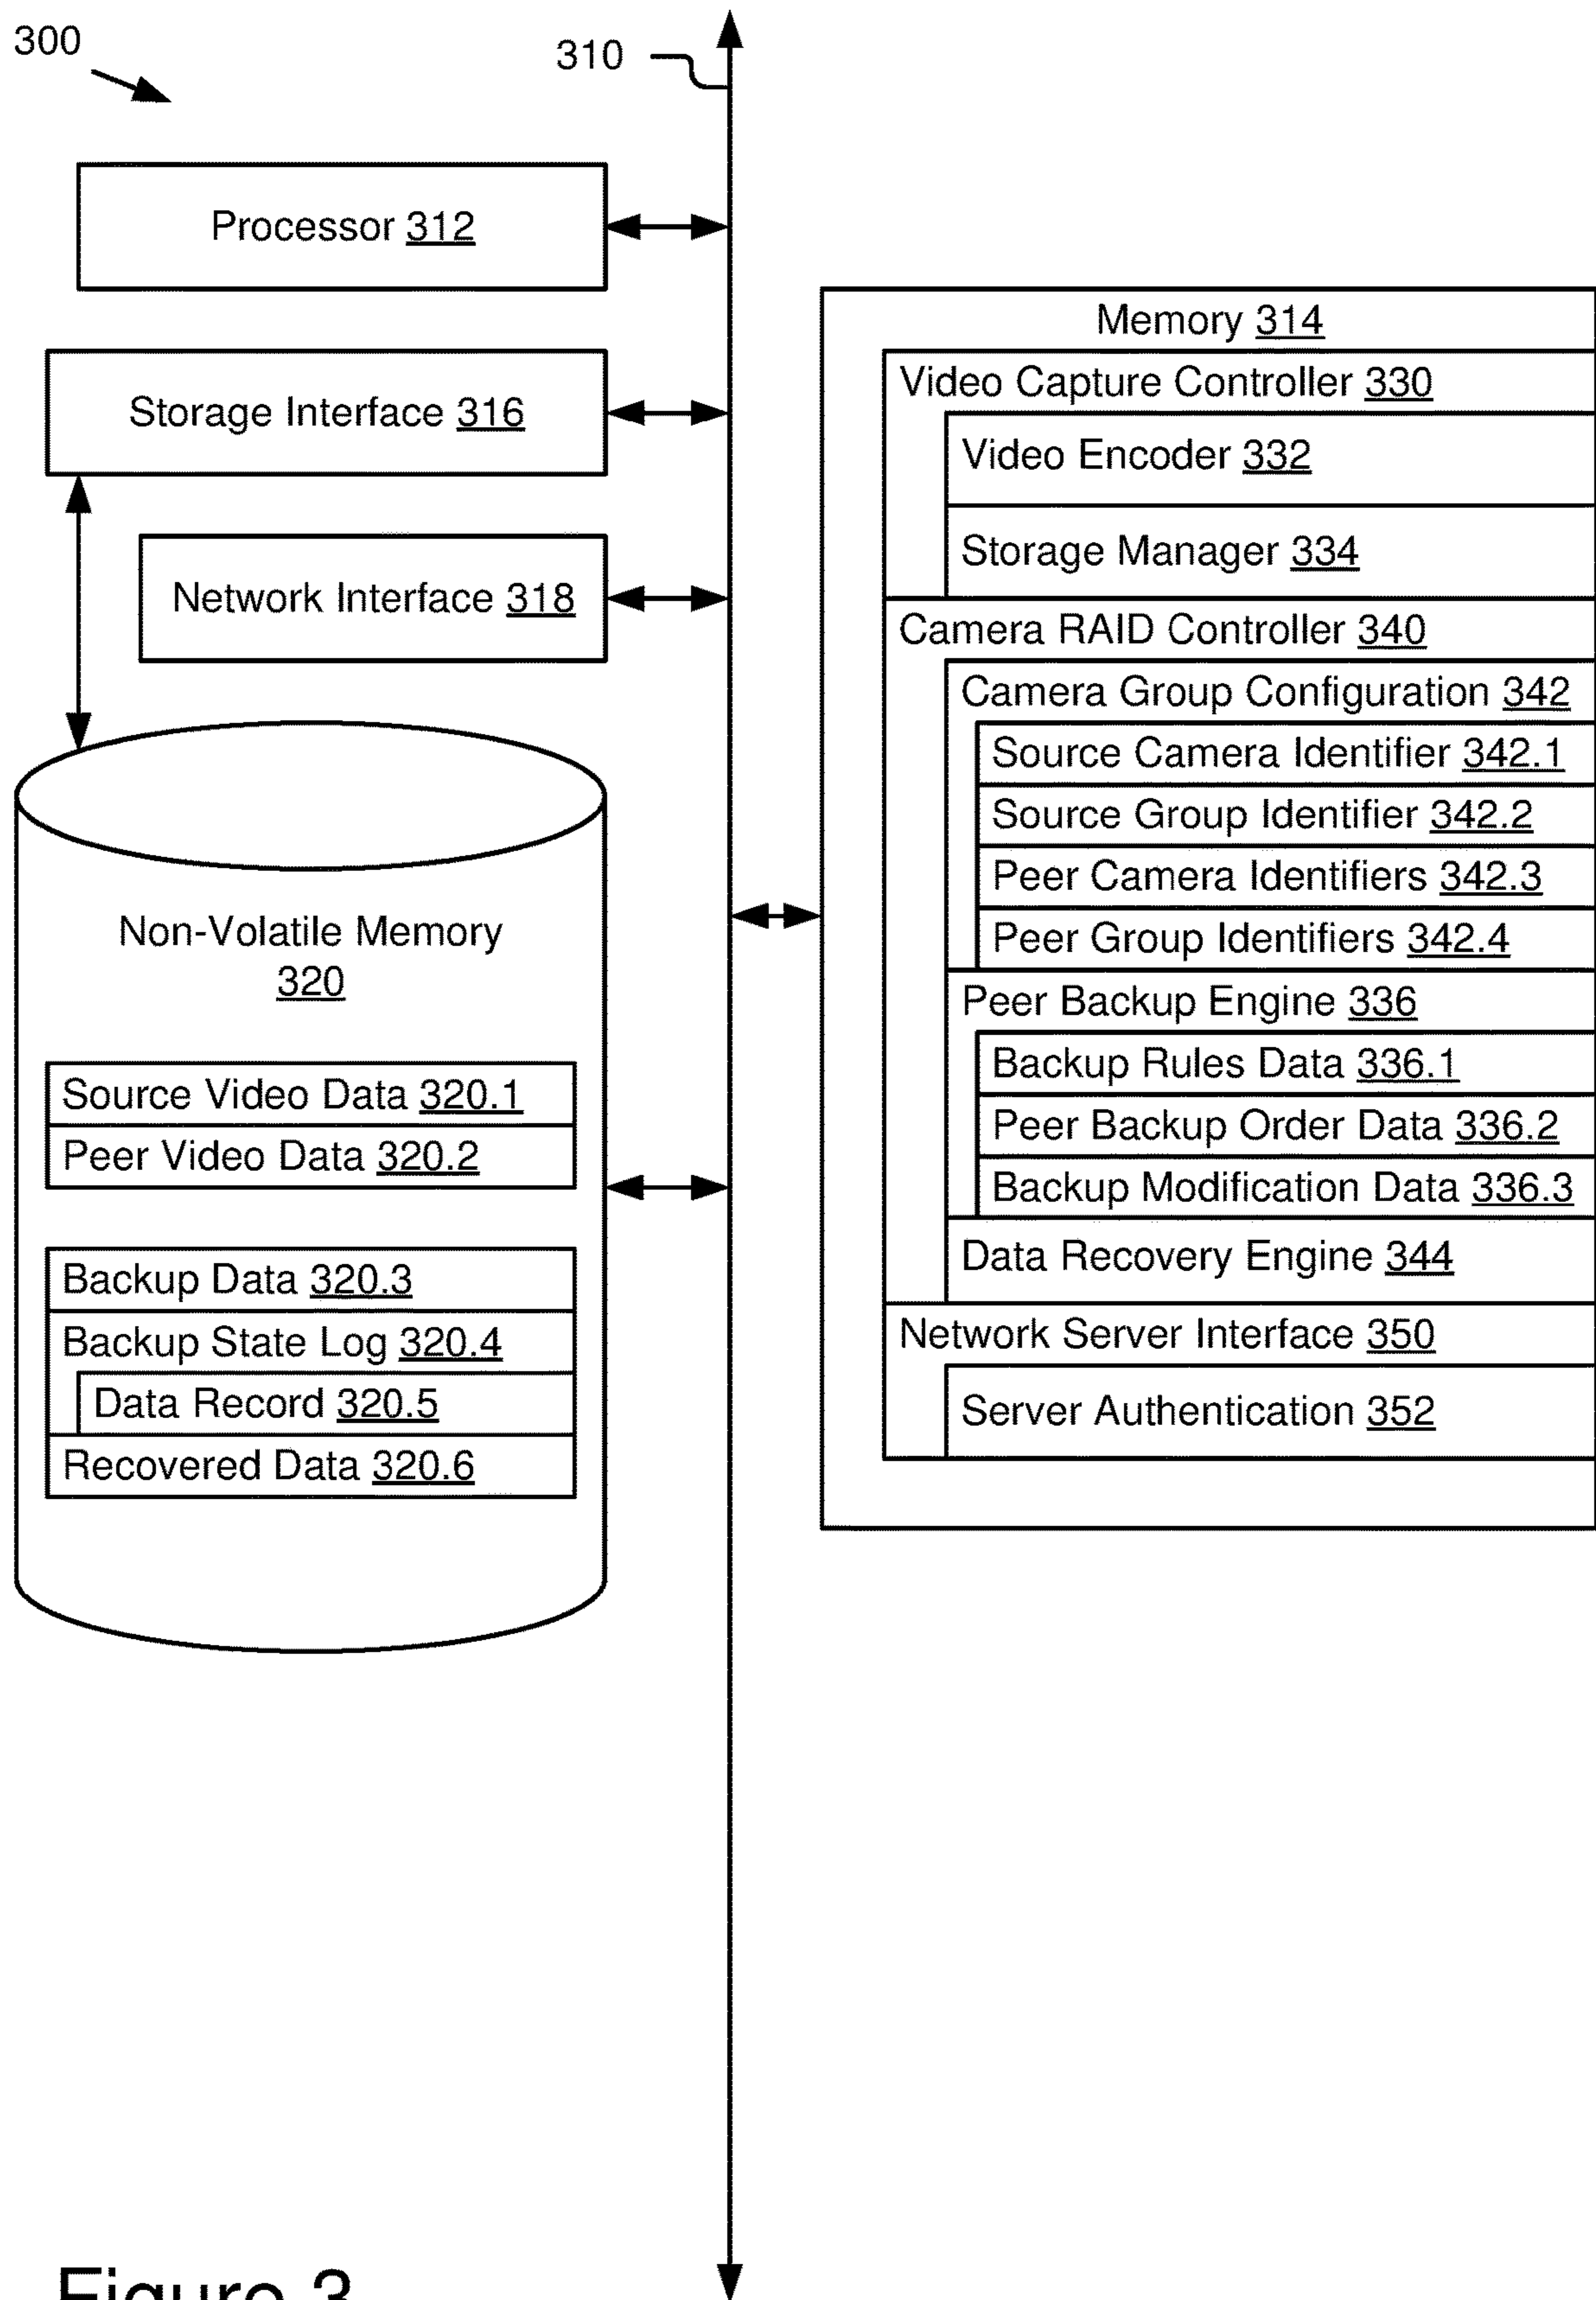 300
310
Processor 312
Storage Interface 316
Network Interface 318
Non-Volatile Memory
320
Source Video Data 320.1
Peer Video Data 320.2
Backup Data 320.3
Backup State Log 320.4
Data Record 320.5
Recovered Data 320.6
Memory 314
Video Capture Controller 330
Video Encoder 332
Storage Manager 334
Camera RAID Controller 340
Camera Group Configuration 342
Source Camera Identifier 342.1
Source Group Identifier 342.2
Peer Camera Identifiers 342.3
Peer Group Identifiers 342.4
Peer Backup Engine 336
Backup Rules Data 336.1
Peer Backup Order Data 336.2
Backup Modification Data 336.3
Data Recovery Engine 344
Network Server Interface 350
Server Authentication 352
Figure 3